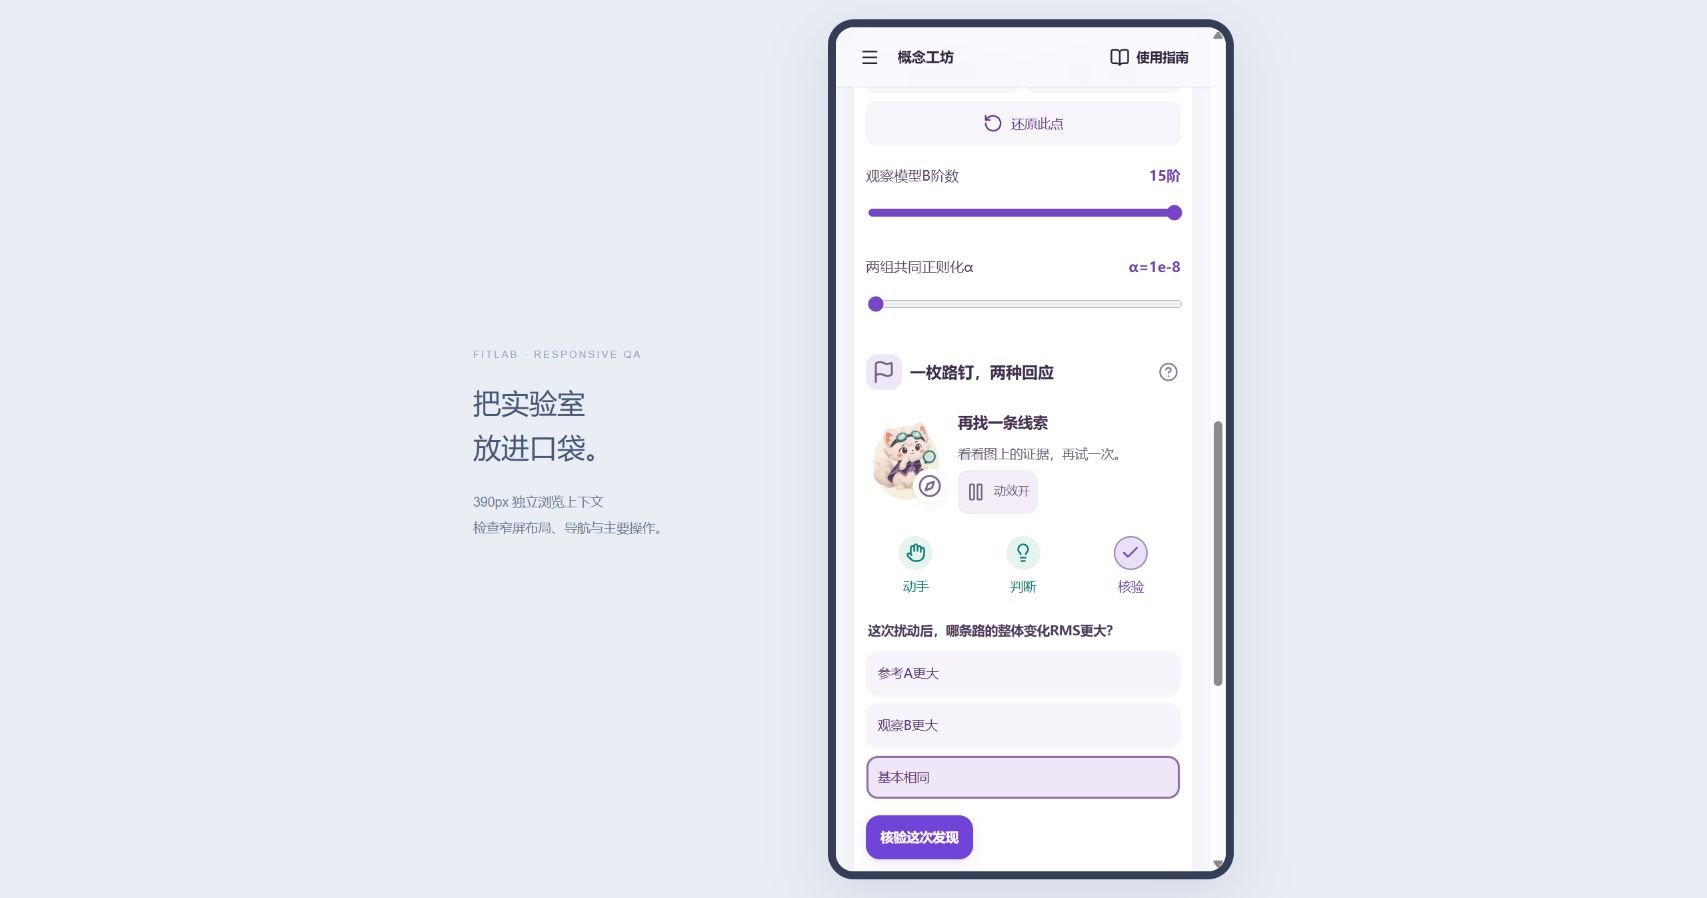 FITLAB · RESPONSIVE QA
把实验室
放进口袋。
390px 独立浏览上下文
检查窄屏布局、导航与主要操作。
概念工坊
使用指南
还原此点
观察模型B阶数
15阶
两组共同正则化α
α=1e-8
一枚路钉，两种回应
再找一条线索
看看图上的证据，再试一次。
动效开
动手
判断
核验
这次扰动后，哪条路的整体变化RMS更大？
参考A更大
观察B更大
基本相同
核验这次发现